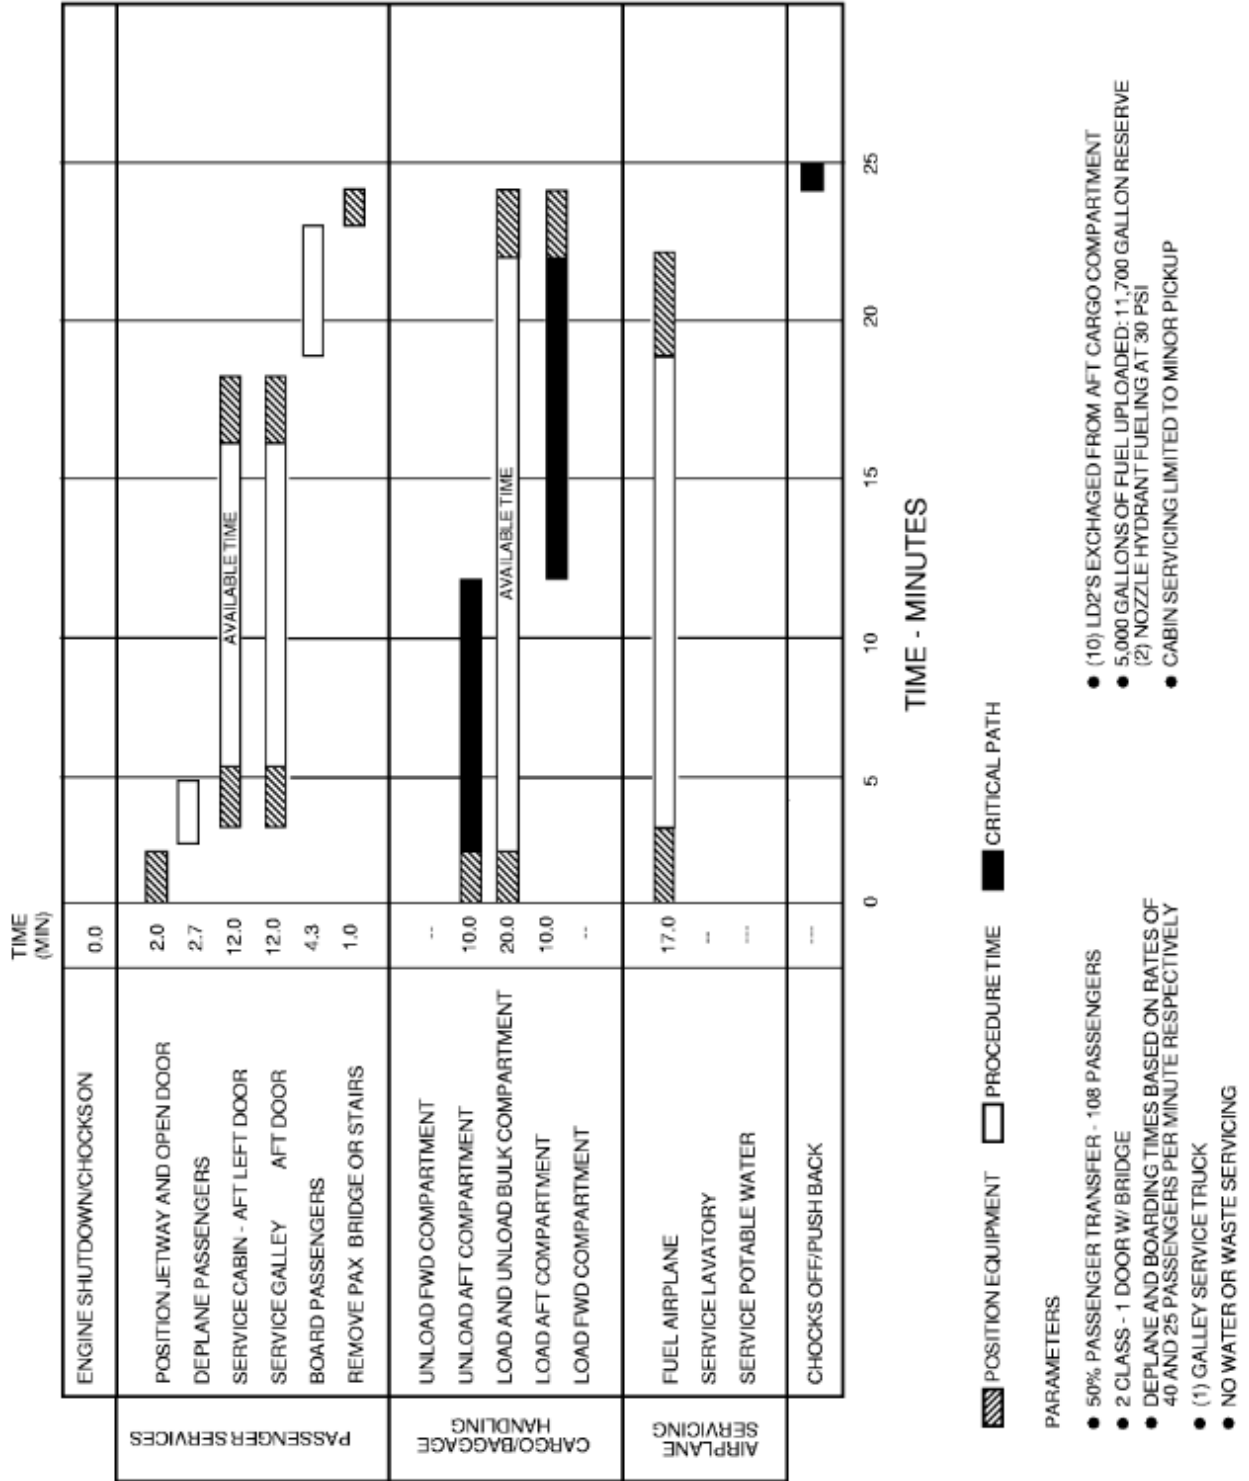 TIME
(MIN)
ENGINE SHUTDOWN/CHOCKS ON 0.0
PASSENGER SERVICES
POSITION JETWAY AND OPEN DOOR 2.0
DEPLANE PASSENGERS 2.7
SERVICE CABIN - AFT LEFT DOOR 12.0 AVAILABLE TIME
SERVICE GALLEY AFT DOOR 12.0
BOARD PASSENGERS 4.3
REMOVE PAX BRIDGE OR STAIRS 1.0
CARGO/BAGGAGE
HANDLING
UNLOAD FWD COMPARTMENT --
UNLOAD AFT COMPARTMENT 10.0
LOAD AND UNLOAD BULK COMPARTMENT 20.0 AVAILABLE TIME
LOAD AFT COMPARTMENT 10.0
LOAD FWD COMPARTMENT --
AIRPLANE
SERVICING
FUEL AIRPLANE 17.0
SERVICE LAVATORY --
SERVICE POTABLE WATER ---
CHOCKS OFF/PUSH BACK ---
0 5 10 15 20 25
TIME - MINUTES
POSITION EQUIPMENT PROCEDURE TIME CRITICAL PATH
PARAMETERS
● 50% PASSENGER TRANSFER - 108 PASSENGERS
● 2 CLASS - 1 DOOR W/ BRIDGE
● DEPLANE AND BOARDING TIMES BASED ON RATES OF
40 AND 25 PASSENGERS PER MINUTE RESPECTIVELY
● (1) GALLEY SERVICE TRUCK
● NO WATER OR WASTE SERVICING
● (10) LD2'S EXCHAGED FROM AFT CARGO COMPARTMENT
● 5,000 GALLONS OF FUEL UPLOADED: 11,700 GALLON RESERVE
(2) NOZZLE HYDRANT FUELING AT 30 PSI
● CABIN SERVICING LIMITED TO MINOR PICKUP